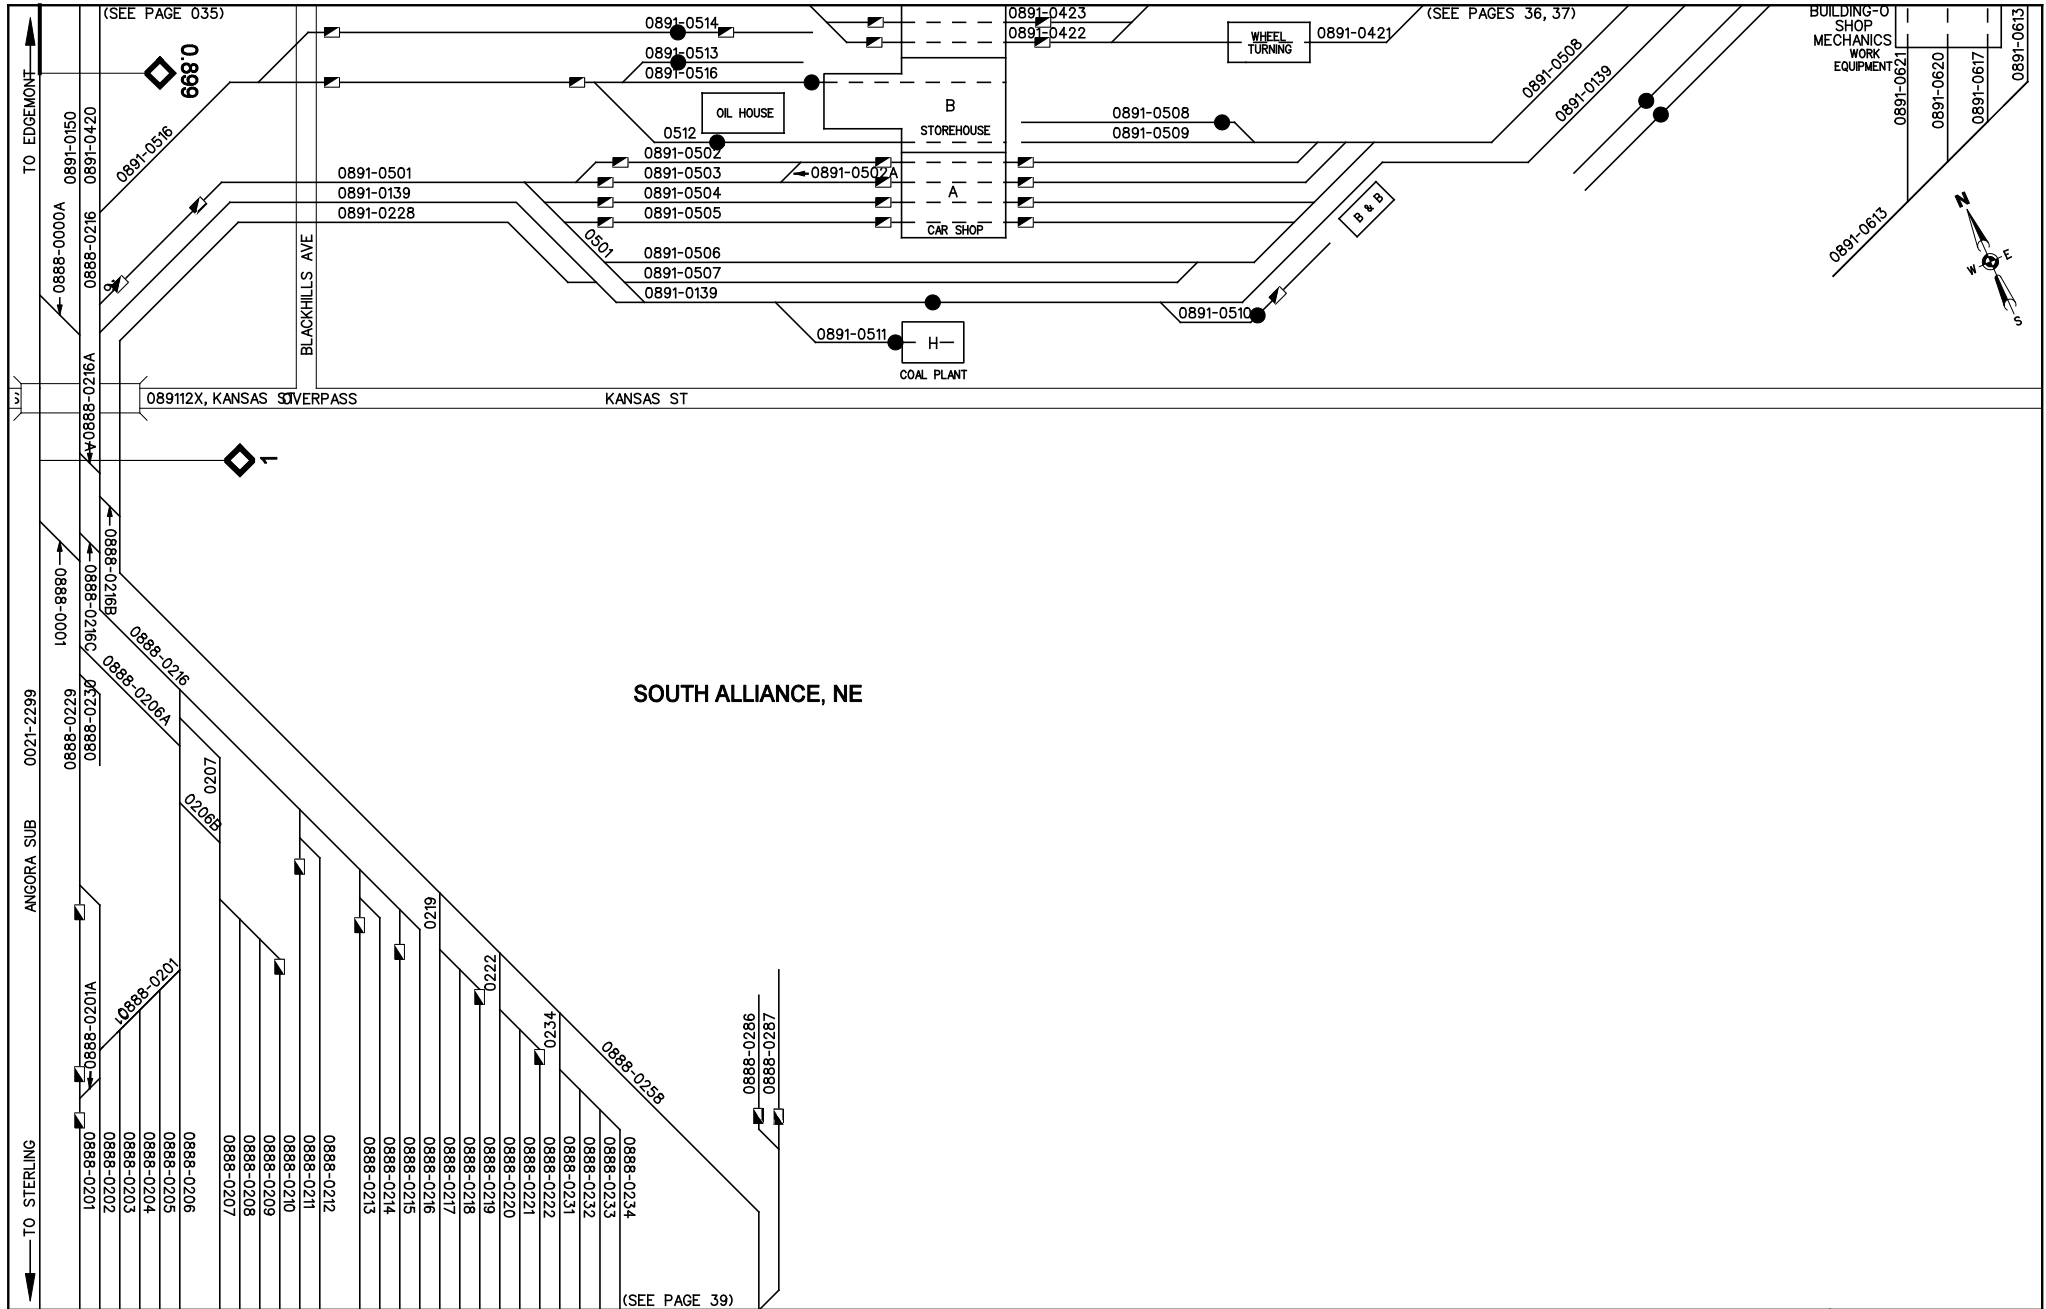 (SEE PAGE 035)
0891-0514
0891-0423
(SEE PAGES 36, 37)
BUILDING-O
SHOP
MECHANICS
WORK
EQUIPMENT
0891-0422
WHEEL
TURNING
0891-0421
0891-0513
0891-0516
0.899
TO EDGEMONT
0891-0150
0891-0420
0891-0516
OIL HOUSE
B
STOREHOUSE
0891-0508
0891-0509
0891-0508
0891-0139
0891-0621
0891-0620
0891-0617
0891-0613
0512
0891-0502
0891-0503
0891-0502A
0891-0504
0891-0505
A
CAR SHOP
0891-0501
0891-0139
0891-0228
B & B
N
E
W
S
0891-0613
0888-0000A
0888-0216
BLACKHILLS AVE
0501
0891-0506
0891-0507
0891-0139
0891-0510
0891-0511
H
COAL PLANT
0888-0216A
089112X, KANSAS ST
OVERPASS
KANSAS ST
1
0888-0001
0888-0216C
0888-0216B
0888-0216
0888-0206A
SOUTH ALLIANCE, NE
0021-2299
0888-0229
0888-0230
0207
0206B
ANGORA SUB
0219
0222
0234
0888-0201
0888-0201A
0888-0258
0888-0286
0888-0287
TO STERLING
0888-0201
0888-0202
0888-0203
0888-0204
0888-0205
0888-0206
0888-0207
0888-0208
0888-0209
0888-0210
0888-0211
0888-0212
0888-0213
0888-0214
0888-0215
0888-0216
0888-0217
0888-0218
0888-0219
0888-0220
0888-0221
0888-0222
0888-0231
0888-0232
0888-0233
0888-0234
(SEE PAGE 39)